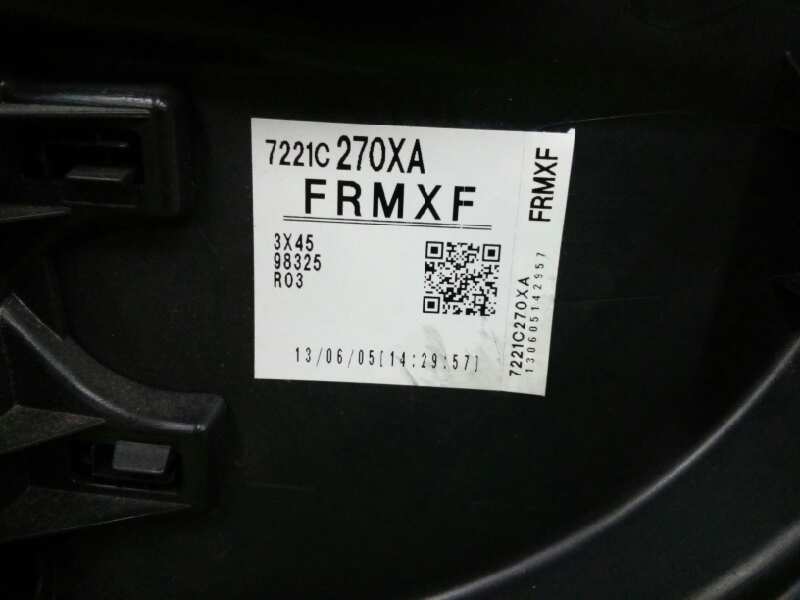 7221C 270XA
FRMXF
3X45
98325
R03
13/06/05[14:29:57]
FRMXF
7221C270XA
130605142957